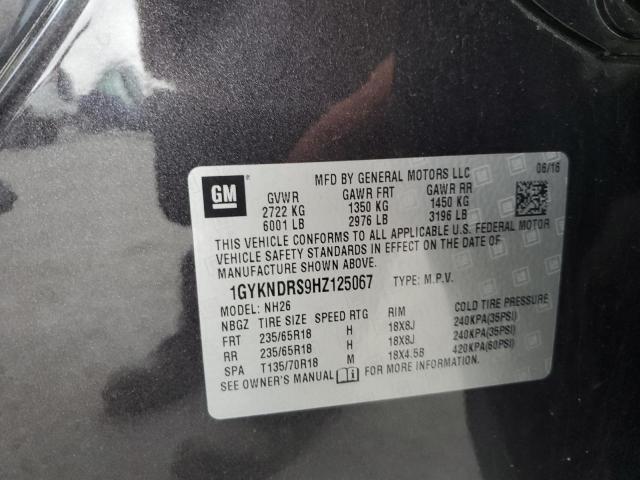 GM
MFD BY GENERAL MOTORS LLC 06/16
GVWR GAWR FRT GAWR RR
2722 KG 1350 KG 1450 KG
6001 LB 2976 LB 3196 LB
THIS VEHICLE CONFORMS TO ALL APPLICABLE U.S. FEDERAL MOTOR
VEHICLE SAFETY STANDARDS IN EFFECT ON THE DATE OF
MANUFACTURE SHOWN ABOVE.
1GYKNDRS9HZ125067 TYPE: M.P.V.
MODEL: NH26
NBGZ TIRE SIZE SPEED RTG RIM COLD TIRE PRESSURE
FRT 235/65R18 H 18X8J 240KPA(35PSI)
RR 235/65R18 H 18X8J 240KPA(35PSI)
SPA T135/70R18 M 18X4.5B 420KPA(60PSI)
SEE OWNER'S MANUAL FOR MORE INFORMATION.